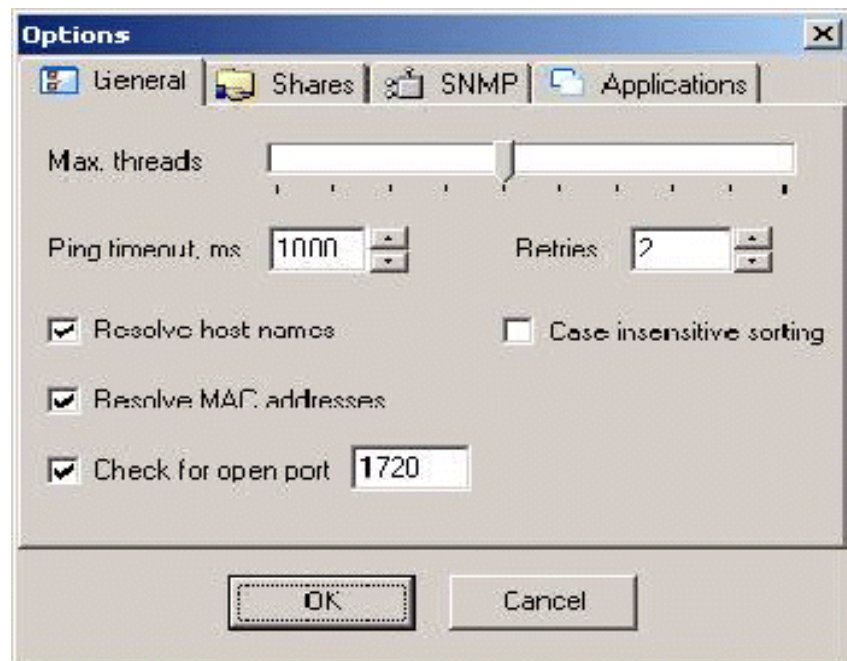 Options
General Shares SNMP Applications
Max. threads
Ping timeout, ms 1000 Retries 2
Resolve host names Case insensitive sorting
Resolve MAC addresses
Check for open port 1720
OK Cancel